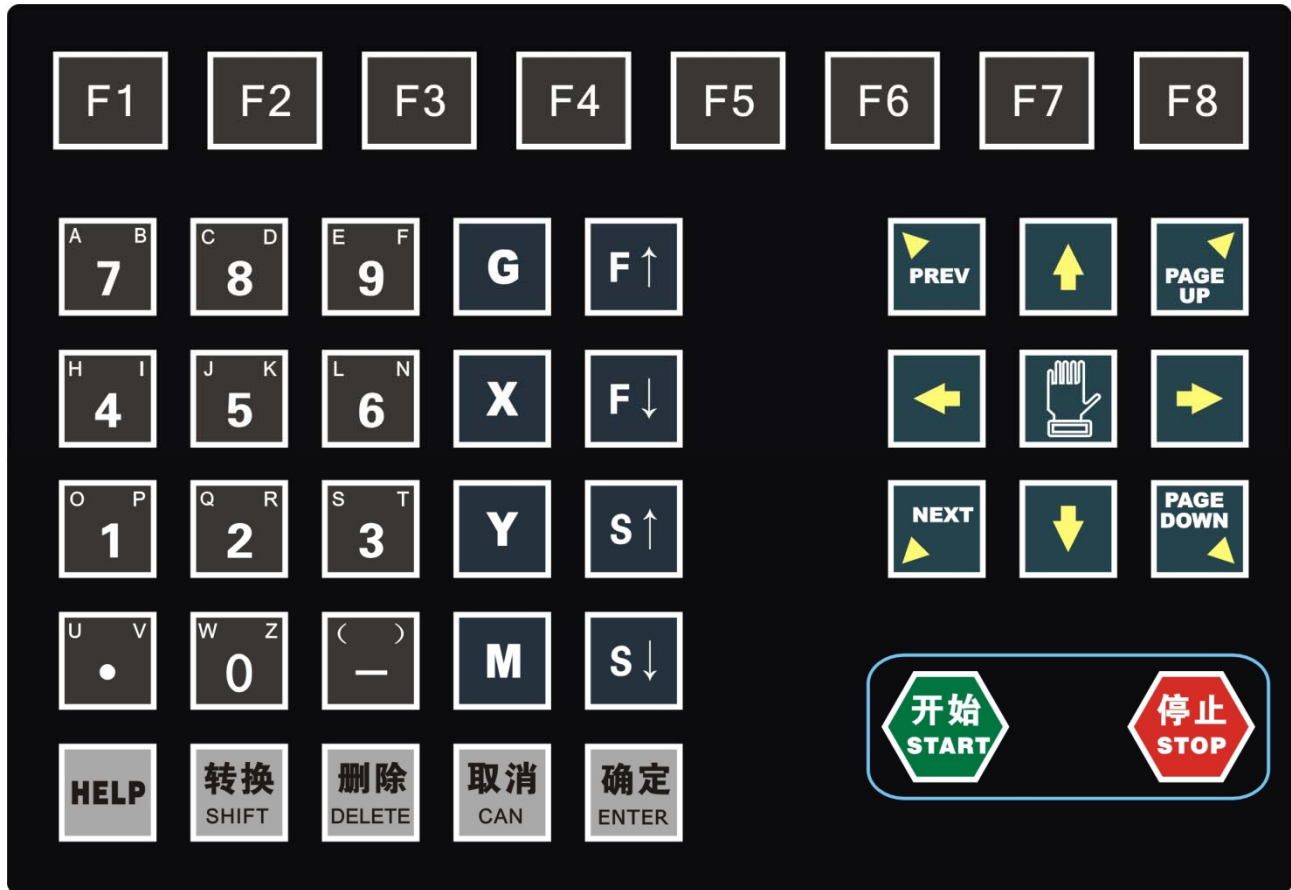 F1 F2 F3 F4 F5 F6 F7 F8
A B
7
C D
8
E F
9
G
F↑
PREV
PAGE
UP
H I
4
J K
5
L N
6
X
F↓
O P
1
Q R
2
S T
3
Y
S↑
NEXT
PAGE
DOWN
U V
•
W Z
0
( )
—
M
S↓
开始
START
停止
STOP
HELP
转换
SHIFT
删除
DELETE
取消
CAN
确定
ENTER